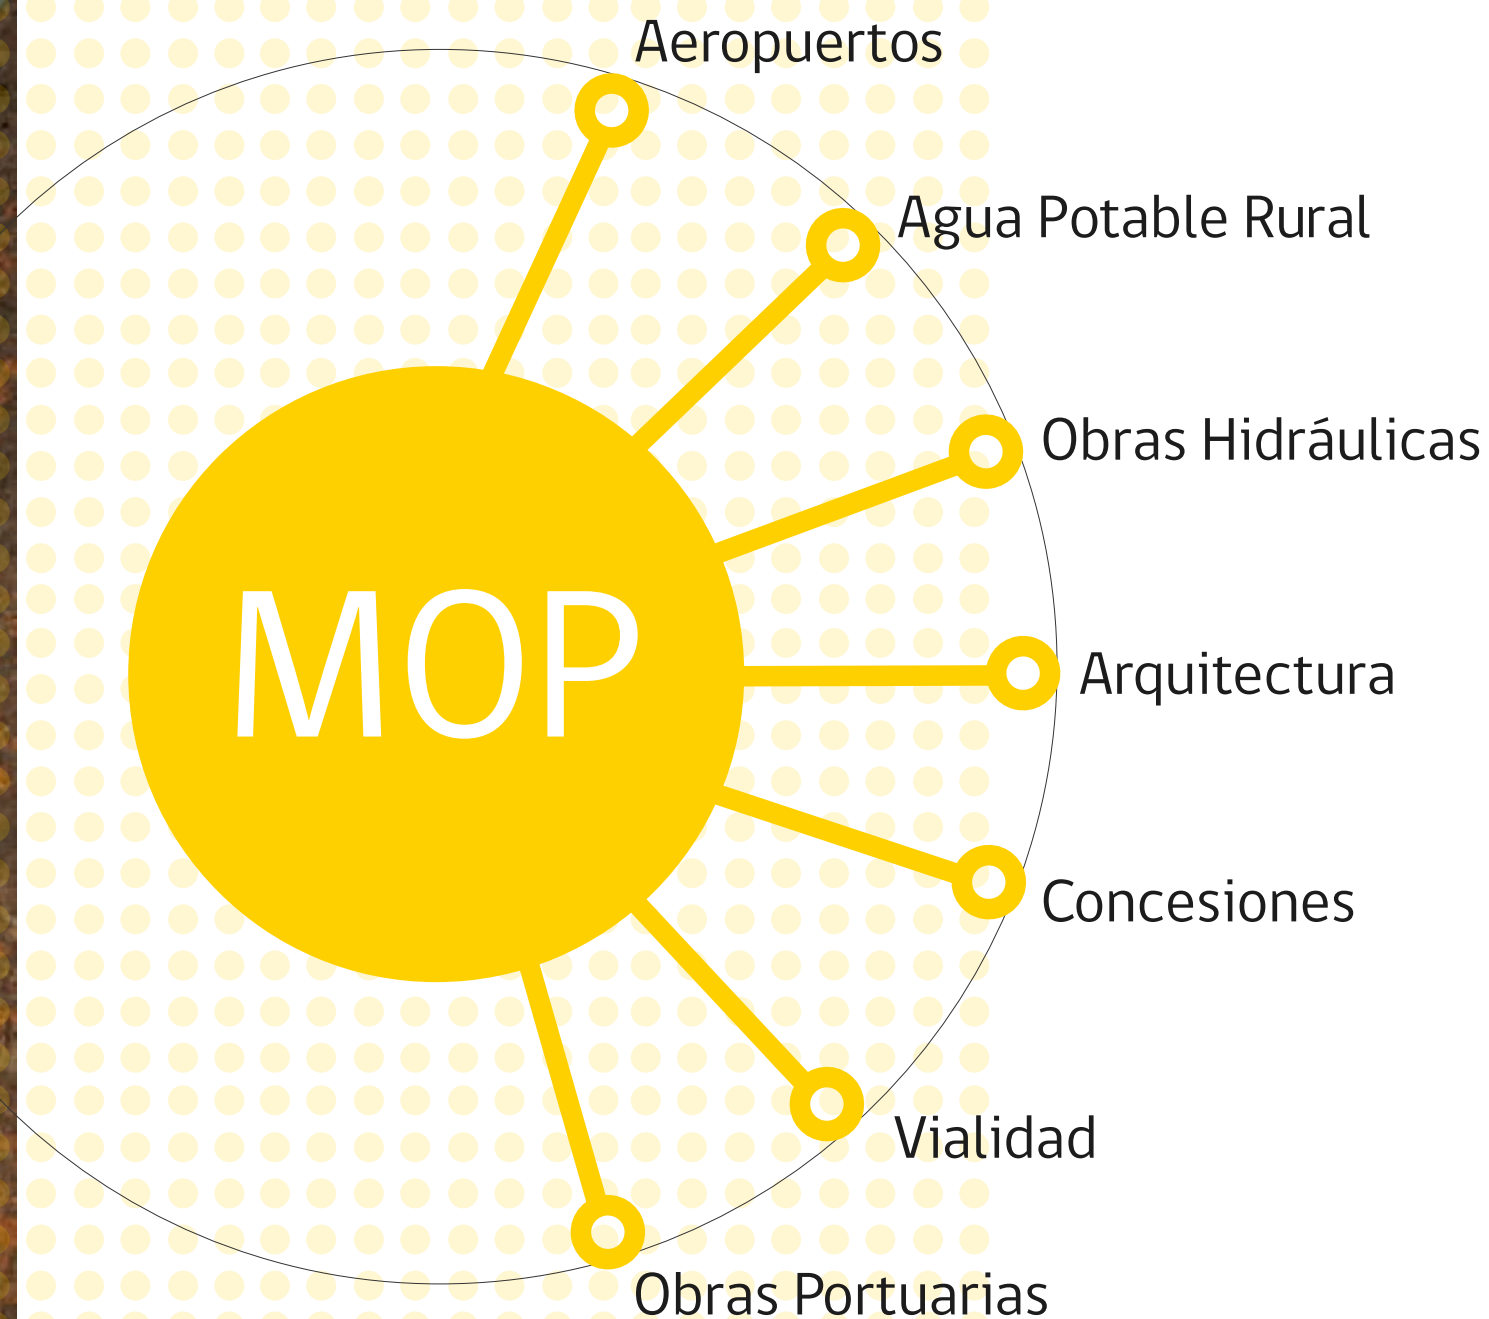 Aeropuertos
Agua Potable Rural
Obras Hidráulicas
MOP
Arquitectura
Concesiones
Vialidad
Obras Portuarias